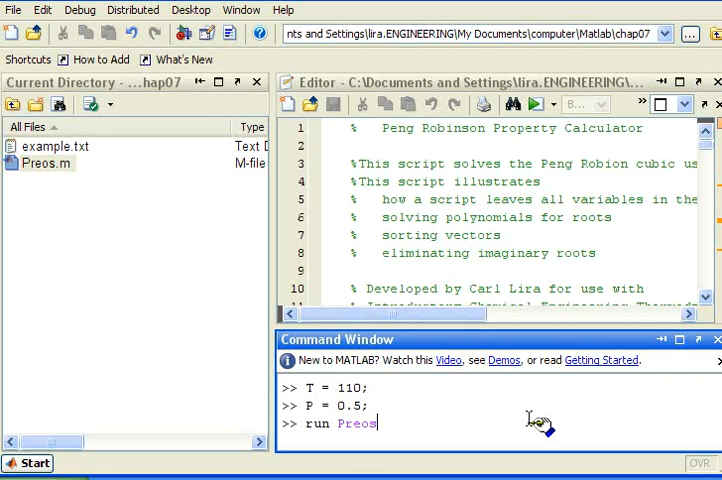 File Edit Debug Distributed Desktop Window Help
nts and Settings\lira.ENGINEERING\My Documents\computer\Matlab\chap07
...
Shortcuts How to Add What's New
Current Directory - ...hap07
Editor - C:\Documents and Settings\lira.ENGINEERING\...
»
B...
All Files Type
example.txt Text D
Preos.m M-file
1 % Peng Robinson Property Calculator
2
3 %This script solves the Peng Robion cubic us
4 %This script illustrates
5 % how a script leaves all variables in the
6 % solving polynomials for roots
7 % sorting vectors
8 % eliminating imaginary roots
9
10 % Developed by Carl Lira for use with
Command Window
New to MATLAB? Watch this Video, see Demos, or read Getting Started.
>> T = 110;
>> P = 0.5;
>> run Preos
Start
OVR